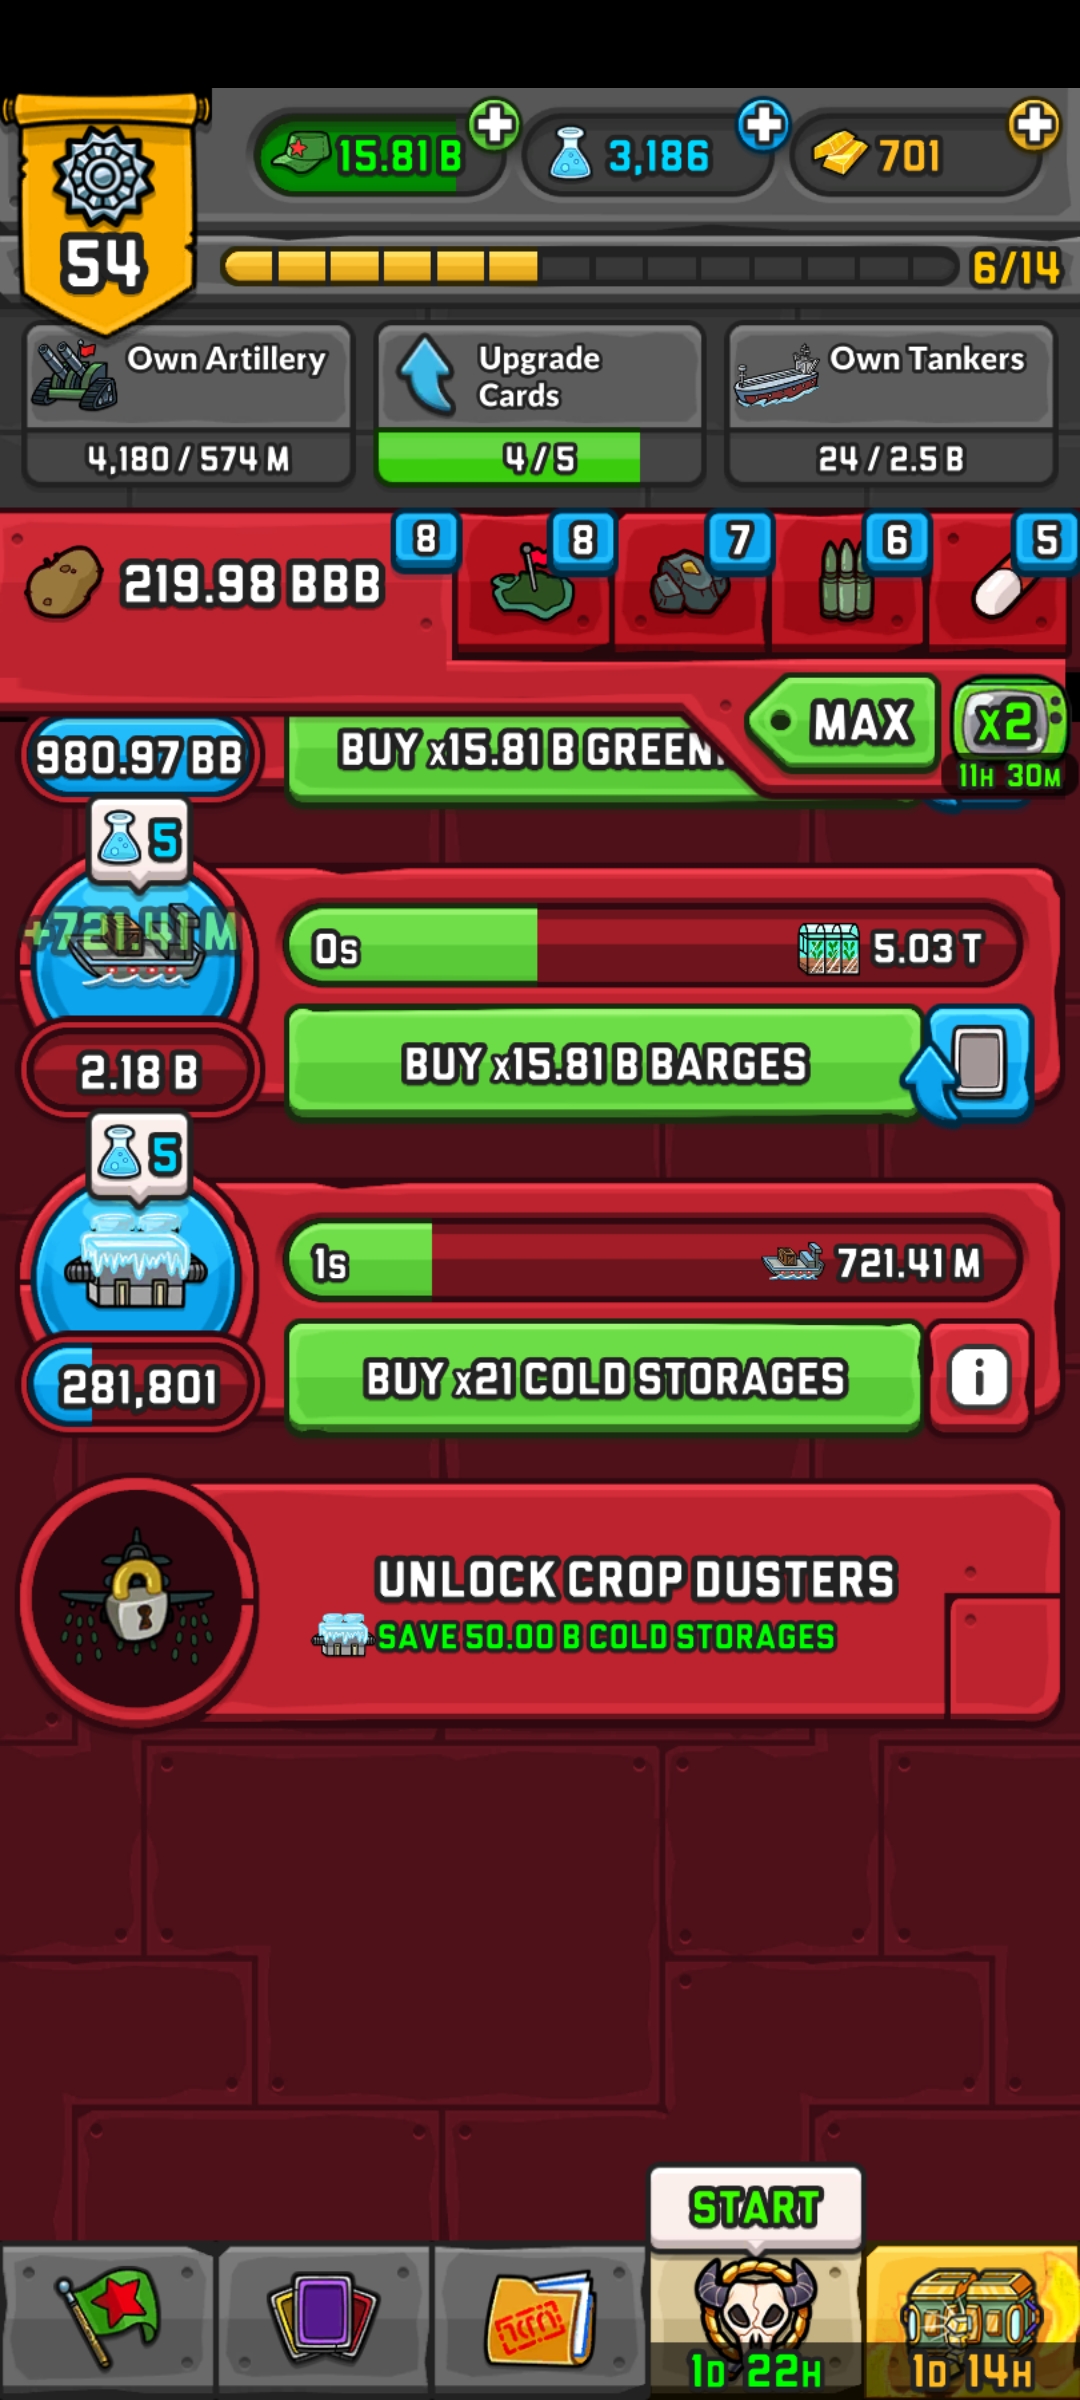 54
15.81 B
3,186
701
6/14
Own Artillery
4,180 / 574 M
Upgrade
Cards
4 / 5
Own Tankers
24 / 2.5 B
219.98 BBB
8
8
7
6
5
MAX
x2
11H 30M
980.97 BB
BUY x15.81 B GREEN
5
+721.41 M
0s
5.03 T
2.18 B
BUY x15.81 B BARGES
5
1s
721.41 M
281,801
BUY x21 COLD STORAGES
i
UNLOCK CROP DUSTERS
SAVE 50.00 B COLD STORAGES
START
1D 22H
1D 14H